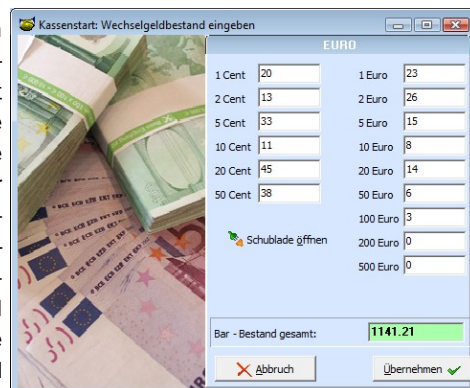 Kassenstart: Wechselgeldbestand eingeben
EURO
1 Cent 20 1 Euro 23
2 Cent 13 2 Euro 26
5 Cent 33 5 Euro 15
10 Cent 11 10 Euro 8
20 Cent 45 20 Euro 14
50 Cent 38 50 Euro 6
100 Euro 3
Schublade öffnen 200 Euro 0
500 Euro 0
Bar - Bestand gesamt: 1141.21
Abbruch Übernehmen